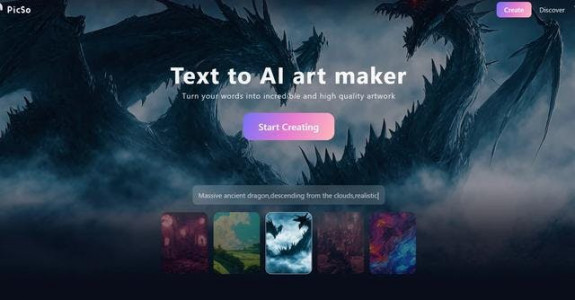 PicSo
Create
Discover
Text to AI art maker
Turn your words into incredible and high quality artwork
Start Creating
Massive ancient dragon,descending from the clouds,realistic